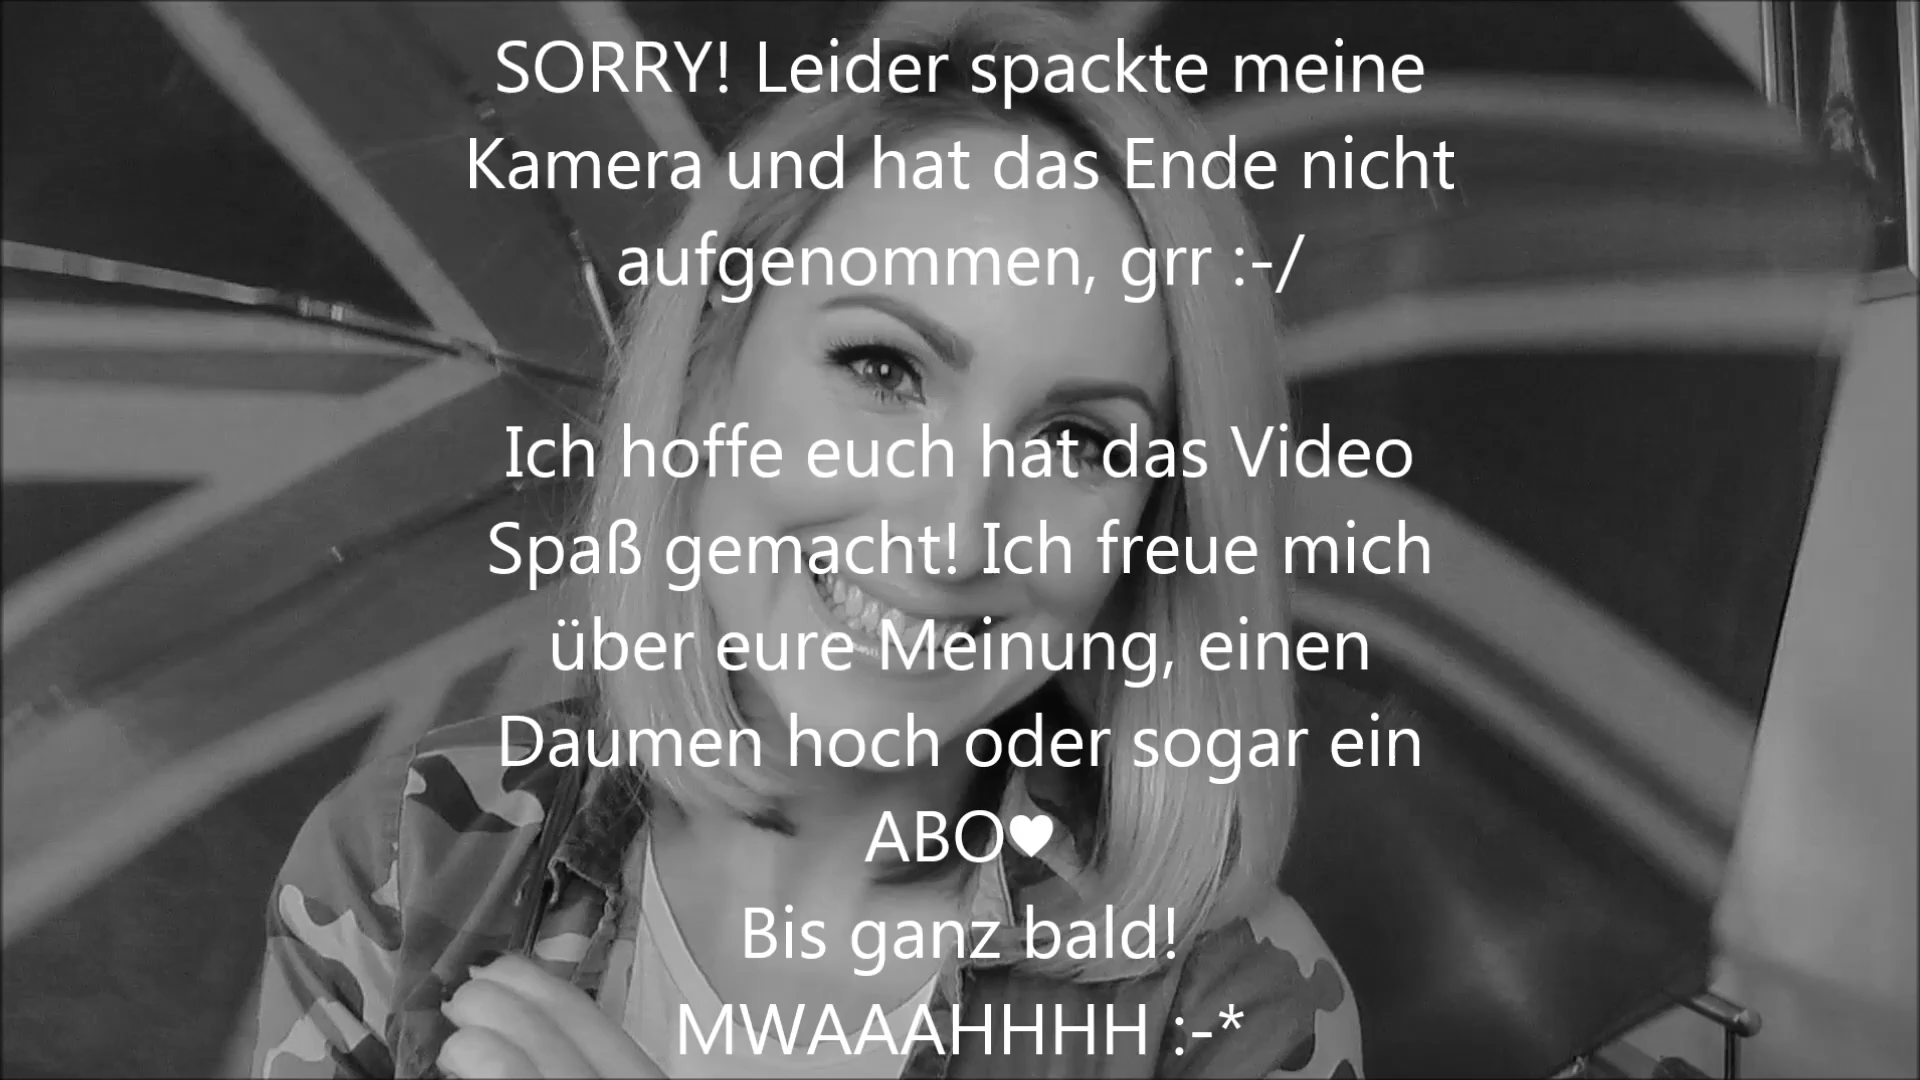 SORRY! Leider spackte meine
Kamera und hat das Ende nicht
aufgenommen, grr :-/
Ich hoffe euch hat das Video
Spaß gemacht! Ich freue mich
über eure Meinung, einen
Daumen hoch oder sogar ein
ABO♥
Bis ganz bald!
MWAAAHHHH :-*